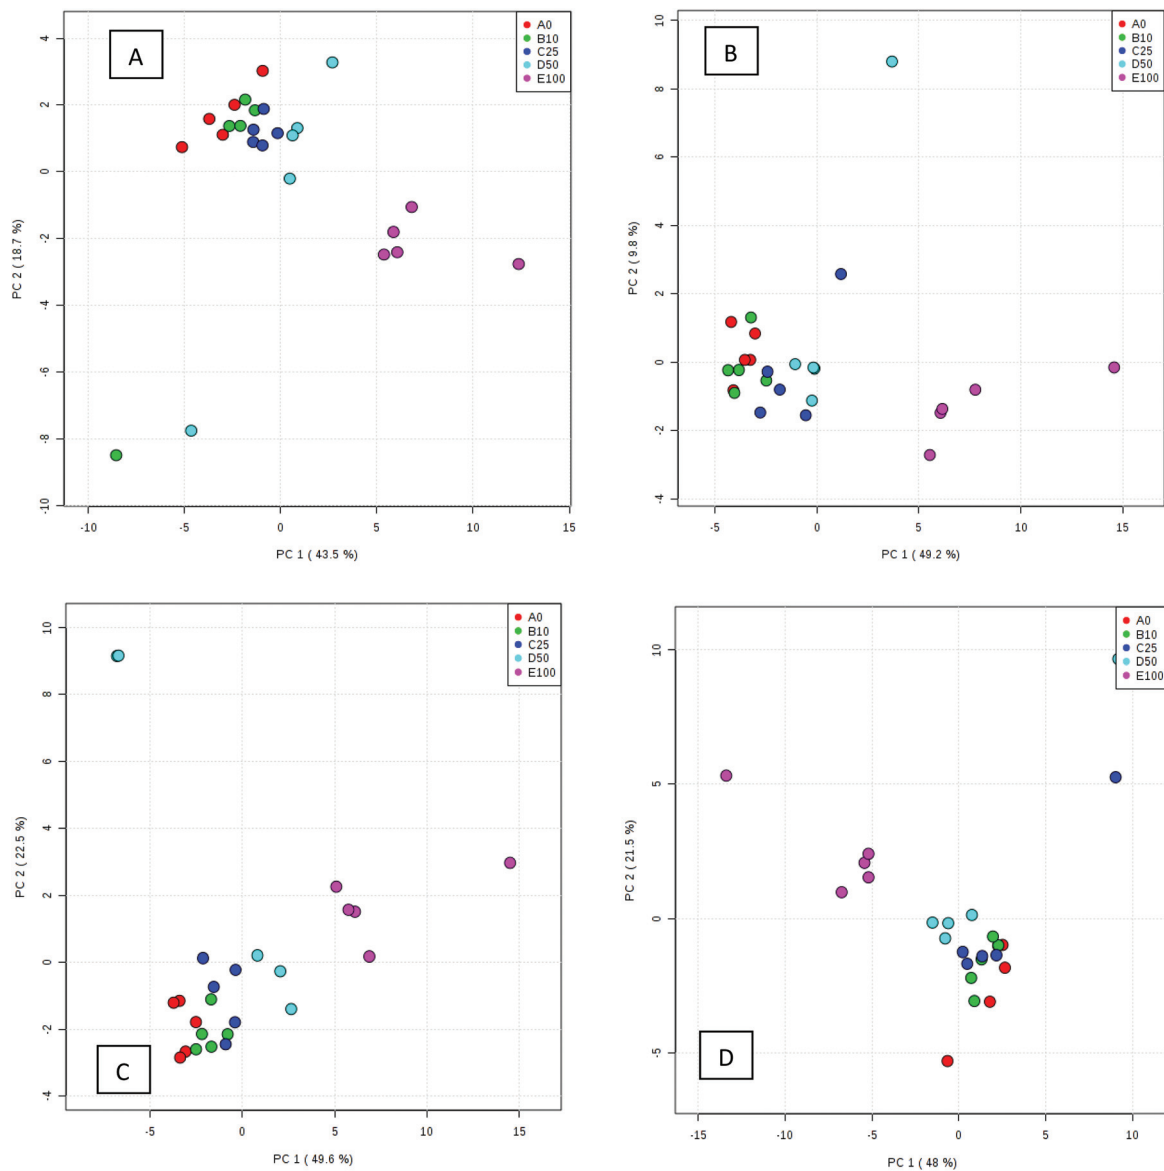 A
A0
B10
C25
D50
E100
4
2
0
-2
-4
-6
-8
-10
PC 2 ( 18.7 %)
-10 -5 0 5 10 15
PC 1 ( 43.5 %)
B
A0
B10
C25
D50
E100
10
8
6
4
2
0
-2
-4
PC 2 ( 9.8 %)
-5 0 5 10 15
PC 1 ( 49.2 %)
A0
B10
C25
D50
E100
10
8
6
4
2
0
-2
-4
PC 2 ( 22.5 %)
C
-5 0 5 10 15
PC 1 ( 49.6 %)
A0
B10
C25
D50
E100
10
5
0
-5
PC 2 ( 21.5 %)
D
-15 -10 -5 0 5 10
PC 1 ( 48 %)